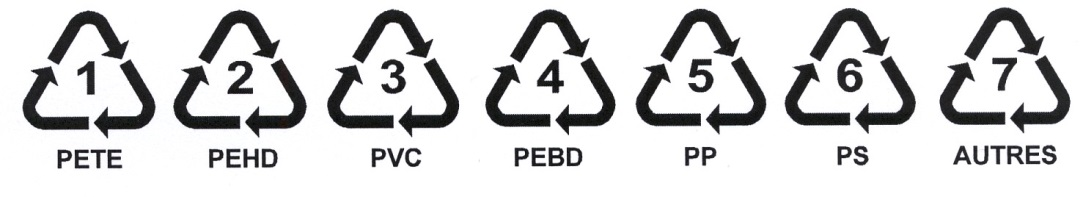 1 2 3 4 5 6 7
PETE PEHD PVC PEBD PP PS AUTRES